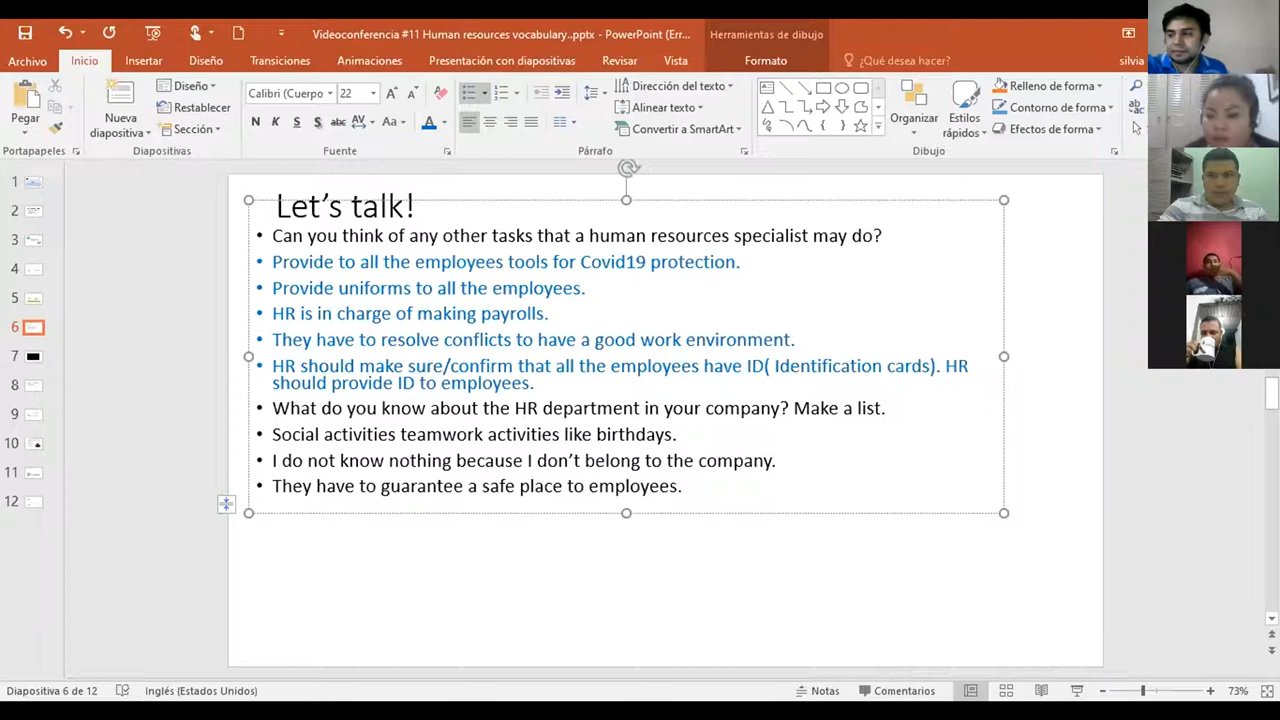 Videoconferencia #11 Human resources vocabulary..pptx - PowerPoint (Err...
Herramientas de dibujo
Archivo
Inicio
Insertar
Diseño
Transiciones
Animaciones
Presentación con diapositivas
Revisar
Vista
Formato
¿Qué desea hacer?
silvia
Pegar
Nueva diapositiva
Diseño
Restablecer
Sección
Calibri (Cuerpo
22
N K S S abc AV Aa A
Dirección del texto
Alinear texto
Convertir a SmartArt
Organizar
Estilos rápidos
Relleno de forma
Contorno de forma
Efectos de forma
Portapapeles
Diapositivas
Fuente
Párrafo
Dibujo
1
2
3
4
5
6
7
8
9
10
11
12
Let’s talk!
• Can you think of any other tasks that a human resources specialist may do?
• Provide to all the employees tools for Covid19 protection.
• Provide uniforms to all the employees.
• HR is in charge of making payrolls.
• They have to resolve conflicts to have a good work environment.
• HR should make sure/confirm that all the employees have ID( Identification cards). HR
should provide ID to employees.
• What do you know about the HR department in your company? Make a list.
• Social activities teamwork activities like birthdays.
• I do not know nothing because I don’t belong to the company.
• They have to guarantee a safe place to employees.
Diapositiva 6 de 12
Inglés (Estados Unidos)
Notas
Comentarios
73%